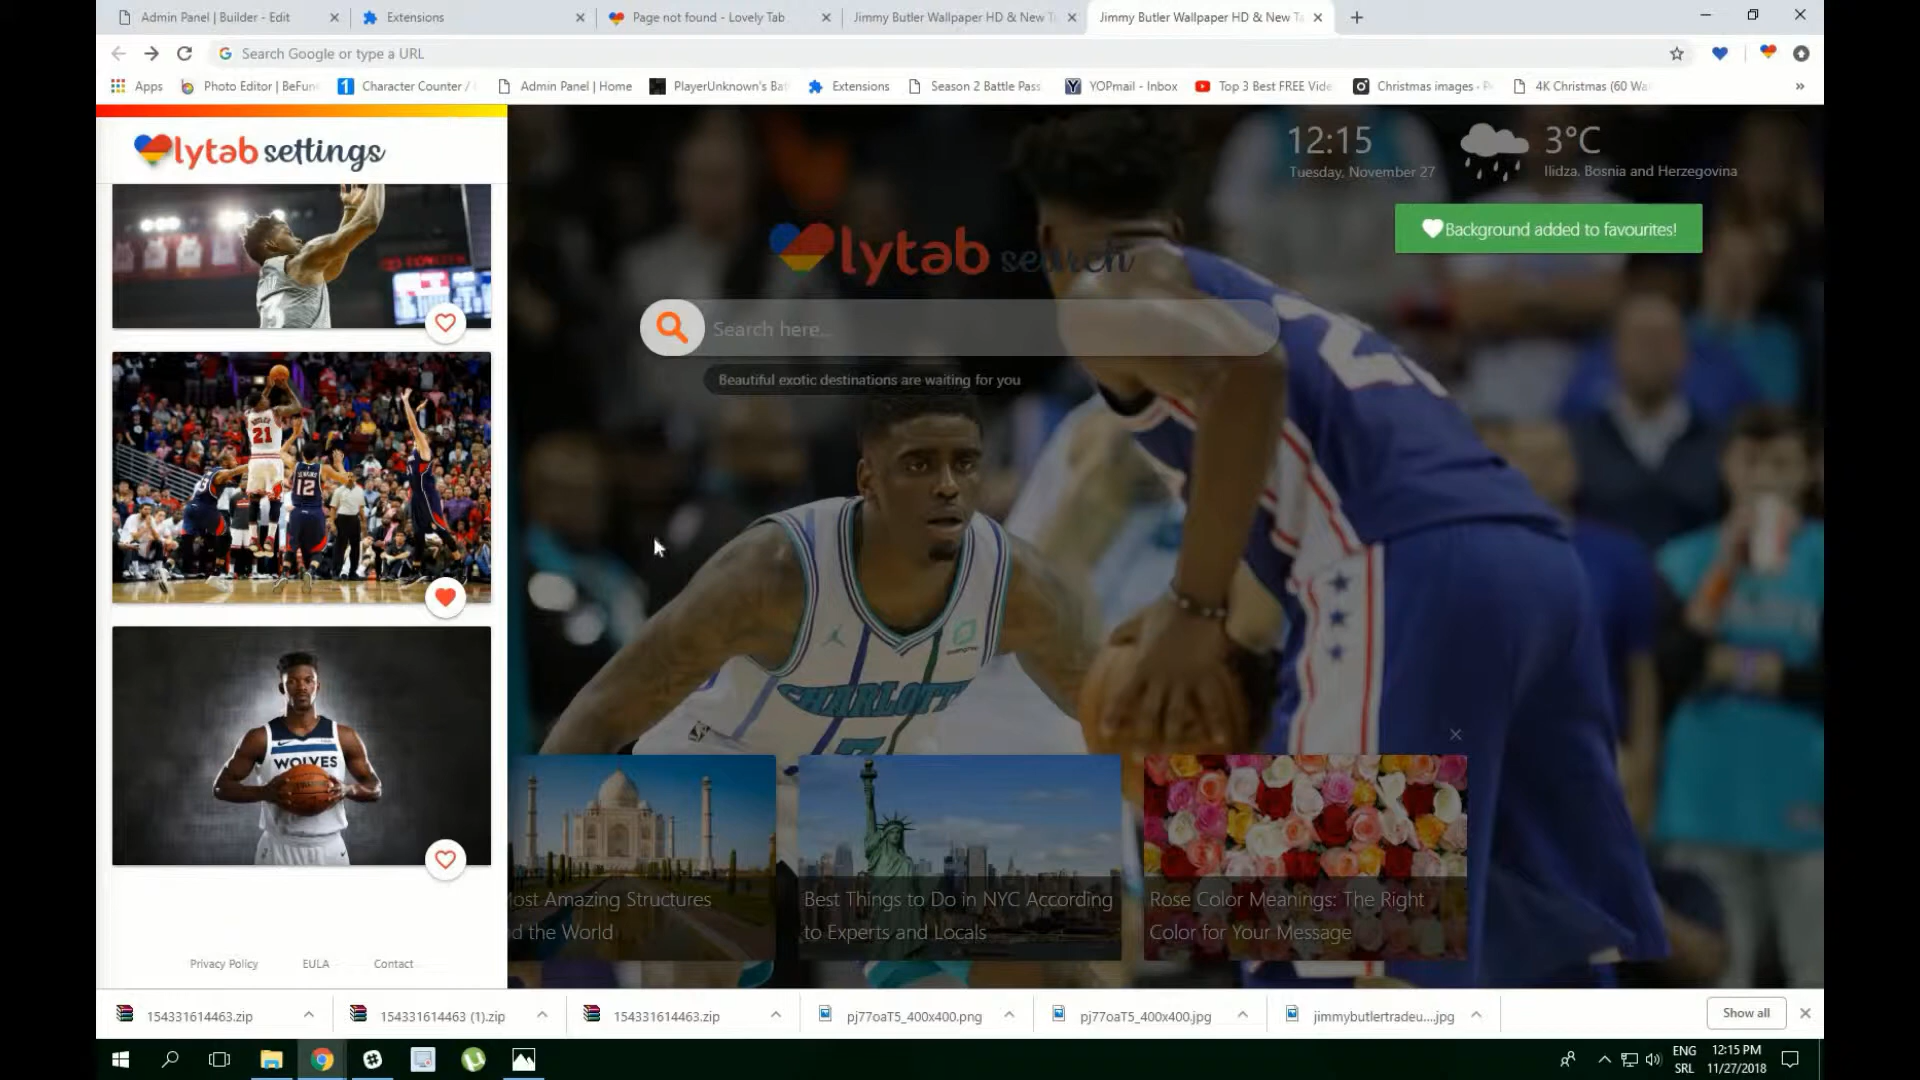 Admin Panel | Builder - Edit
Extensions
Page not found - Lovely Tab
Jimmy Butler Wallpaper HD & New T
Jimmy Butler Wallpaper HD & New T
Search Google or type a URL
Apps
Photo Editor | BeFun
Character Counter /
Admin Panel | Home
PlayerUnknown's Bat
Extensions
Season 2 Battle Pass
YOPmail - Inbox
Top 3 Best FREE Vide
Christmas images - P
4K Christmas (60 Wa
lytab settings
12:15
Tuesday, November 27
3°C
Ilidza, Bosnia and Herzegovina
Background added to favourites!
lytab search
Search here...
Beautiful exotic destinations are waiting for you
BUTLER
21
12
WOLVES
CHARLOTTE
Most Amazing Structures
d the World
Best Things to Do in NYC According
to Experts and Locals
Rose Color Meanings: The Right
Color for Your Message
Privacy Policy
EULA
Contact
154331614463.zip
154331614463 (1).zip
154331614463.zip
pj77oaT5_400x400.png
pj77oaT5_400x400.jpg
jimmybutlertradeu....jpg
Show all
ENG
SRL
12:15 PM
11/27/2018